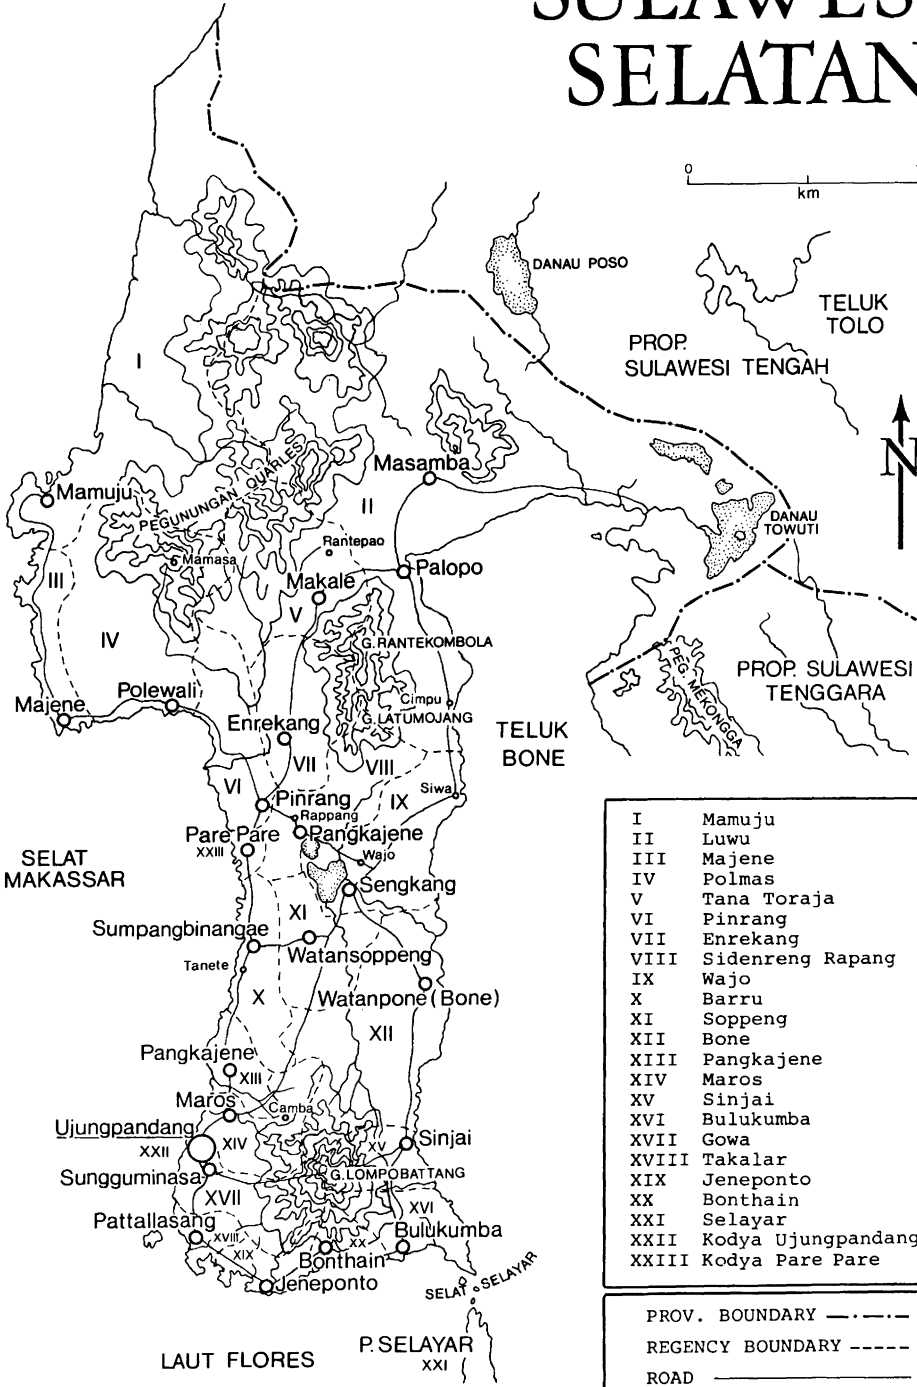 SULAWES
SELATAN
0
km
DANAU POSO
TELUK
TOLO
PROP.
SULAWESI TENGAH
N
I
Masamba
Mamuju
PEGUNUNGAN QUARLES
II
DANAU
TOWUTI
Rantepao
Mamasa
Palopo
III
Makale
V
IV
G.RANTEKOMBOLA
PEG. MEKONGGA
PROP. SULAWESI
TENGGARA
Polewali
Cimpu
Majene
G.LATUMOJANG
Enrekang
TELUK
BONE
VII
VIII
VI
Siwa
Pinrang
IX
Rappang
Pare Pare
Pangkajene
XXIII
Wajo
SELAT
MAKASSAR
Sengkang
XI
Sumpangbinangae
Watansoppeng
Tanete
X
Watanpone (Bone)
XII
Pangkajene
XIII
Maros
Camba
Ujungpandang
XXII
XIV
XV
Sinjai
Sungguminasa
G.LOMPOBATTANG
XVII
XVI
Pattallasang
XVIII
XX
Bulukumba
XIX
Bonthain
Jeneponto
SELAT SELAYAR
P.SELAYAR
XXI
LAUT FLORES
I Mamuju
II Luwu
III Majene
IV Polmas
V Tana Toraja
VI Pinrang
VII Enrekang
VIII Sidenreng Rapang
IX Wajo
X Barru
XI Soppeng
XII Bone
XIII Pangkajene
XIV Maros
XV Sinjai
XVI Bulukumba
XVII Gowa
XVIII Takalar
XIX Jeneponto
XX Bonthain
XXI Selayar
XXII Kodya Ujungpandang
XXIII Kodya Pare Pare
PROV. BOUNDARY
REGENCY BOUNDARY
ROAD